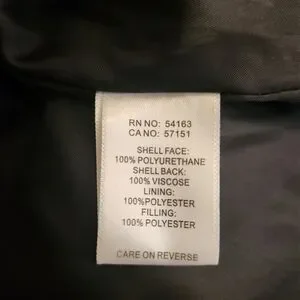 RN NO: 54163
CA NO: 57151
SHELL FACE:
100% POLYURETHANE
SHELL BACK:
100% VISCOSE
LINING:
100%POLYESTER
FILLING:
100% POLYESTER
CARE ON REVERSE